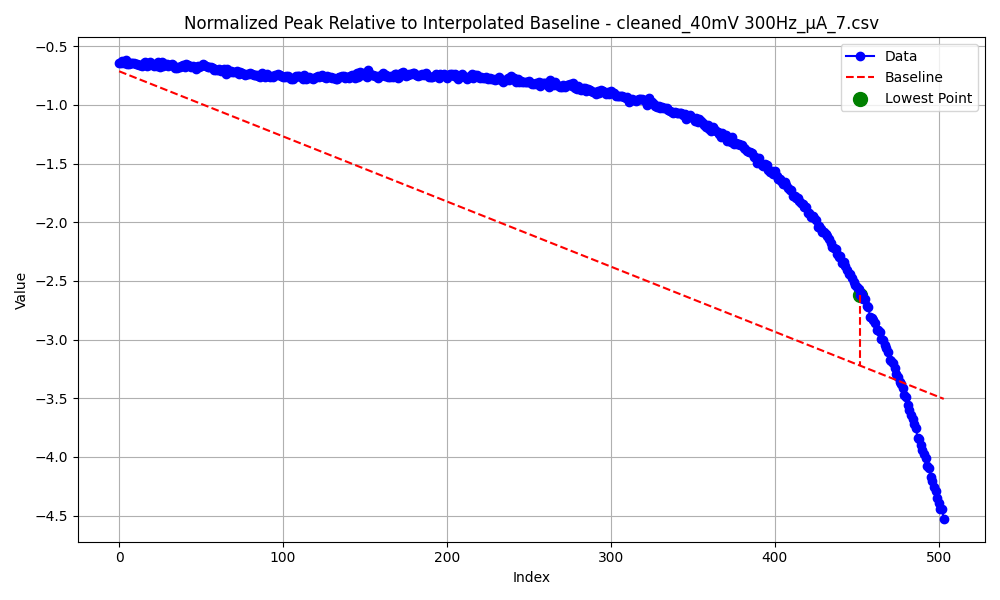 Normalized Peak Relative to Interpolated Baseline - cleaned_40mV 300Hz_μA_7.csv
Data
Baseline
Lowest Point
Value
−0.5
−1.0
−1.5
−2.0
−2.5
−3.0
−3.5
−4.0
−4.5
0 100 200 300 400 500
Index